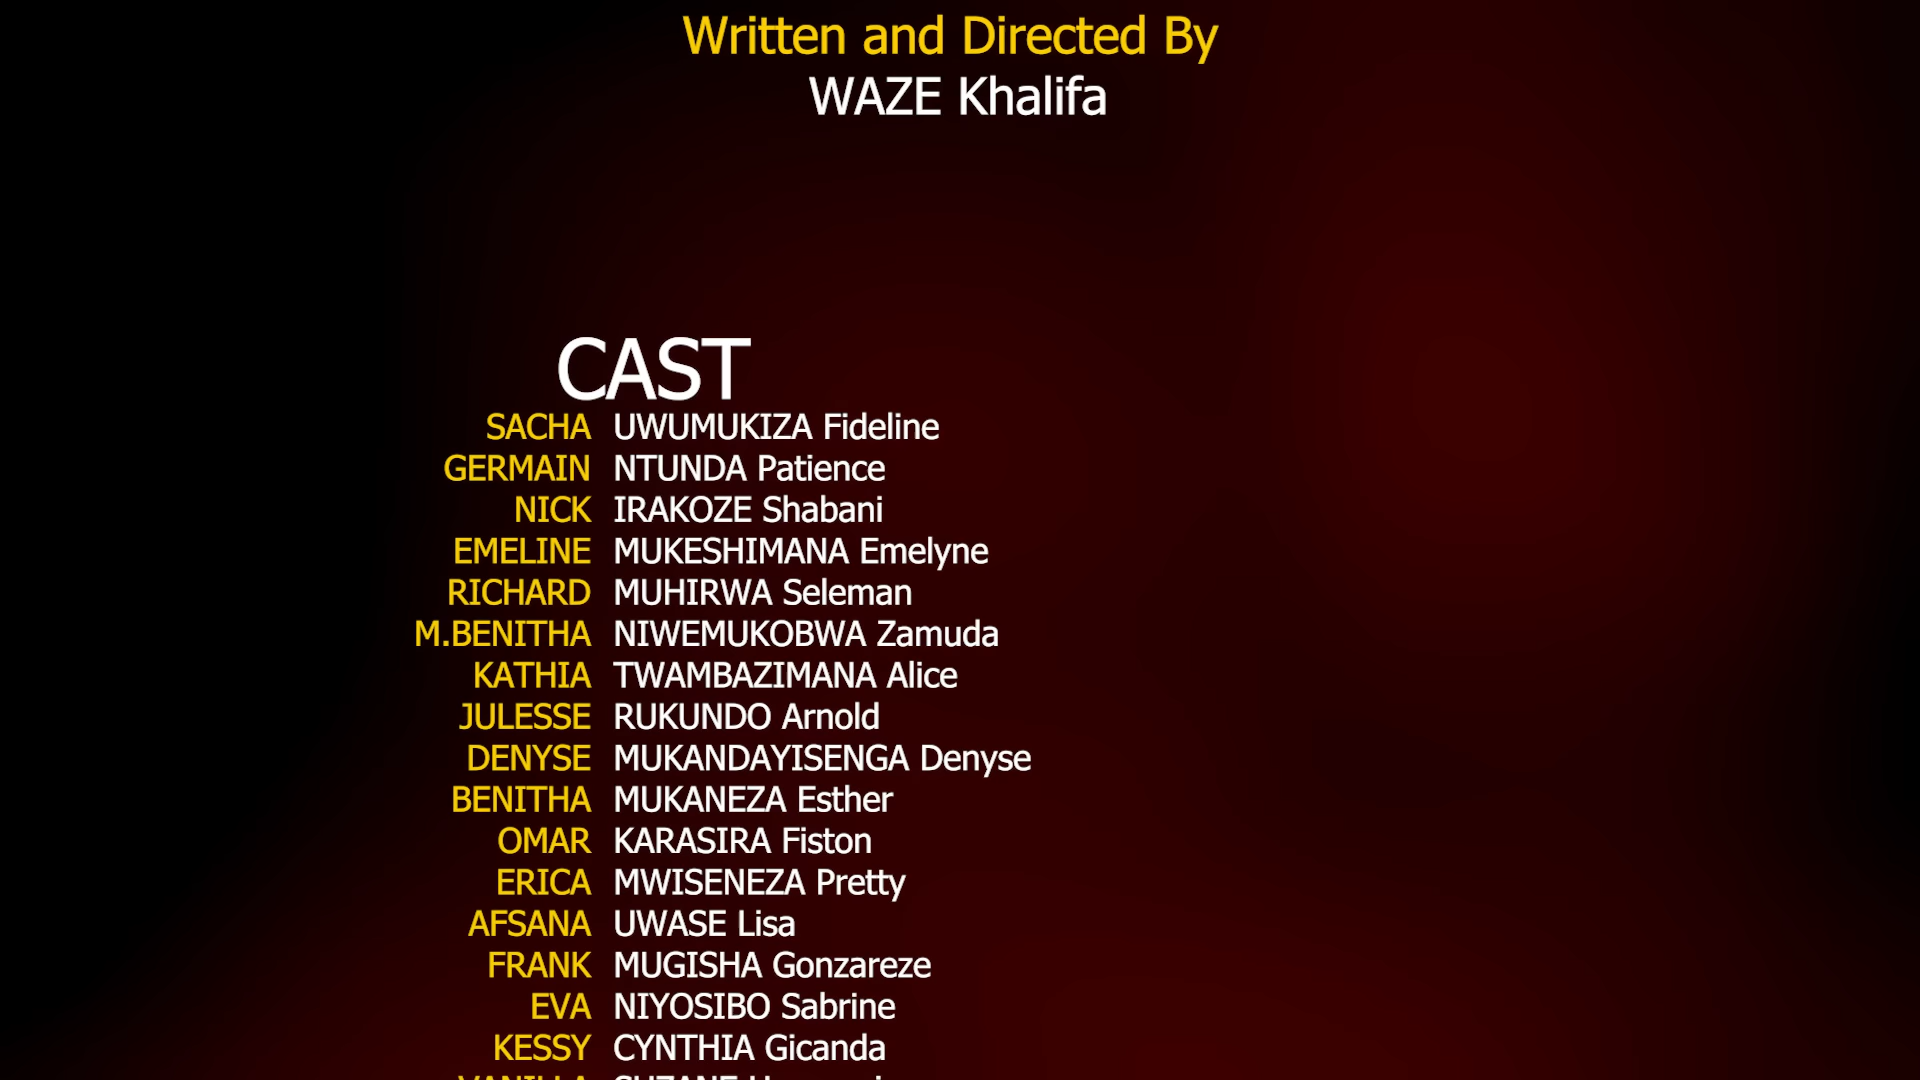 Written and Directed By
WAZE Khalifa
CAST
SACHA UWUMUKIZA Fideline
GERMAIN NTUNDA Patience
NICK IRAKOZE Shabani
EMELINE MUKESHIMANA Emelyne
RICHARD MUHIRWA Seleman
M.BENITHA NIWEMUKOBWA Zamuda
KATHIA TWAMBAZIMANA Alice
JULESSE RUKUNDO Arnold
DENYSE MUKANDAYISENGA Denyse
BENITHA MUKANEZA Esther
OMAR KARASIRA Fiston
ERICA MWISENEZA Pretty
AFSANA UWASE Lisa
FRANK MUGISHA Gonzareze
EVA NIYOSIBO Sabrine
KESSY CYNTHIA Gicanda